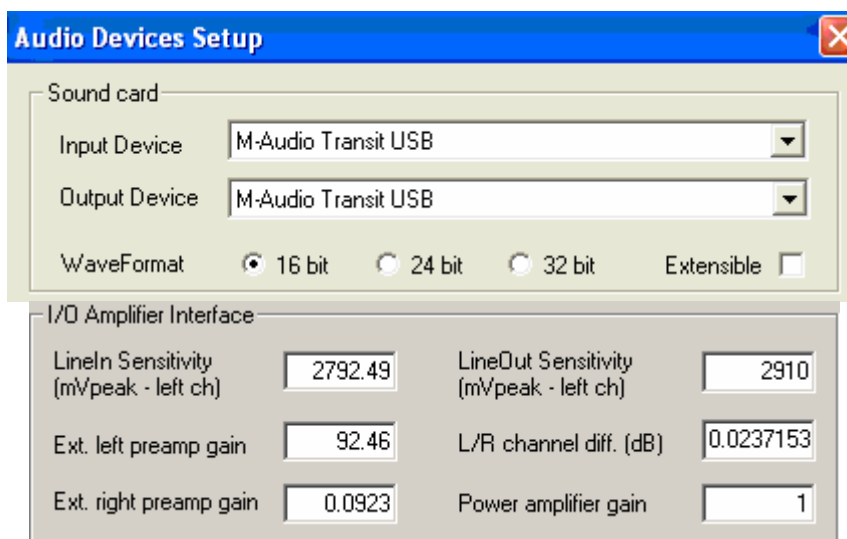 Audio Devices Setup
Sound card
Input Device M-Audio Transit USB
Output Device M-Audio Transit USB
WaveFormat 16 bit 24 bit 32 bit Extensible
I/O Amplifier Interface
LineIn Sensitivity
(mVpeak - left ch) 2792.49
LineOut Sensitivity
(mVpeak - left ch) 2910
Ext. left preamp gain 92.46
L/R channel diff. (dB) 0.0237153
Ext. right preamp gain 0.0923
Power amplifier gain 1